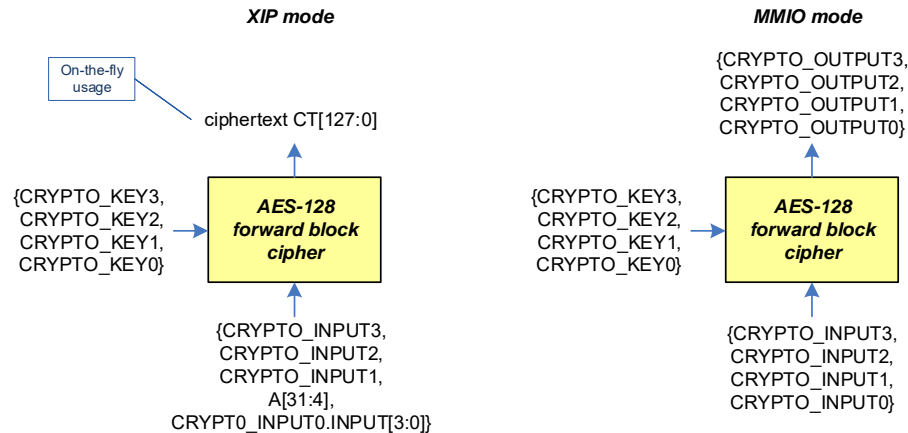 XIP mode
On-the-fly
usage
ciphertext CT[127:0]
{CRYPTO_KEY3,
CRYPTO_KEY2,
CRYPTO_KEY1,
CRYPTO_KEY0}
AES-128
forward block
cipher
{CRYPTO_INPUT3,
CRYPTO_INPUT2,
CRYPTO_INPUT1,
A[31:4],
CRYPT0_INPUT0.INPUT[3:0]}
MMIO mode
{CRYPTO_OUTPUT3,
CRYPTO_OUTPUT2,
CRYPTO_OUTPUT1,
CRYPTO_OUTPUT0}
{CRYPTO_KEY3,
CRYPTO_KEY2,
CRYPTO_KEY1,
CRYPTO_KEY0}
AES-128
forward block
cipher
{CRYPTO_INPUT3,
CRYPTO_INPUT2,
CRYPTO_INPUT1,
CRYPTO_INPUT0}